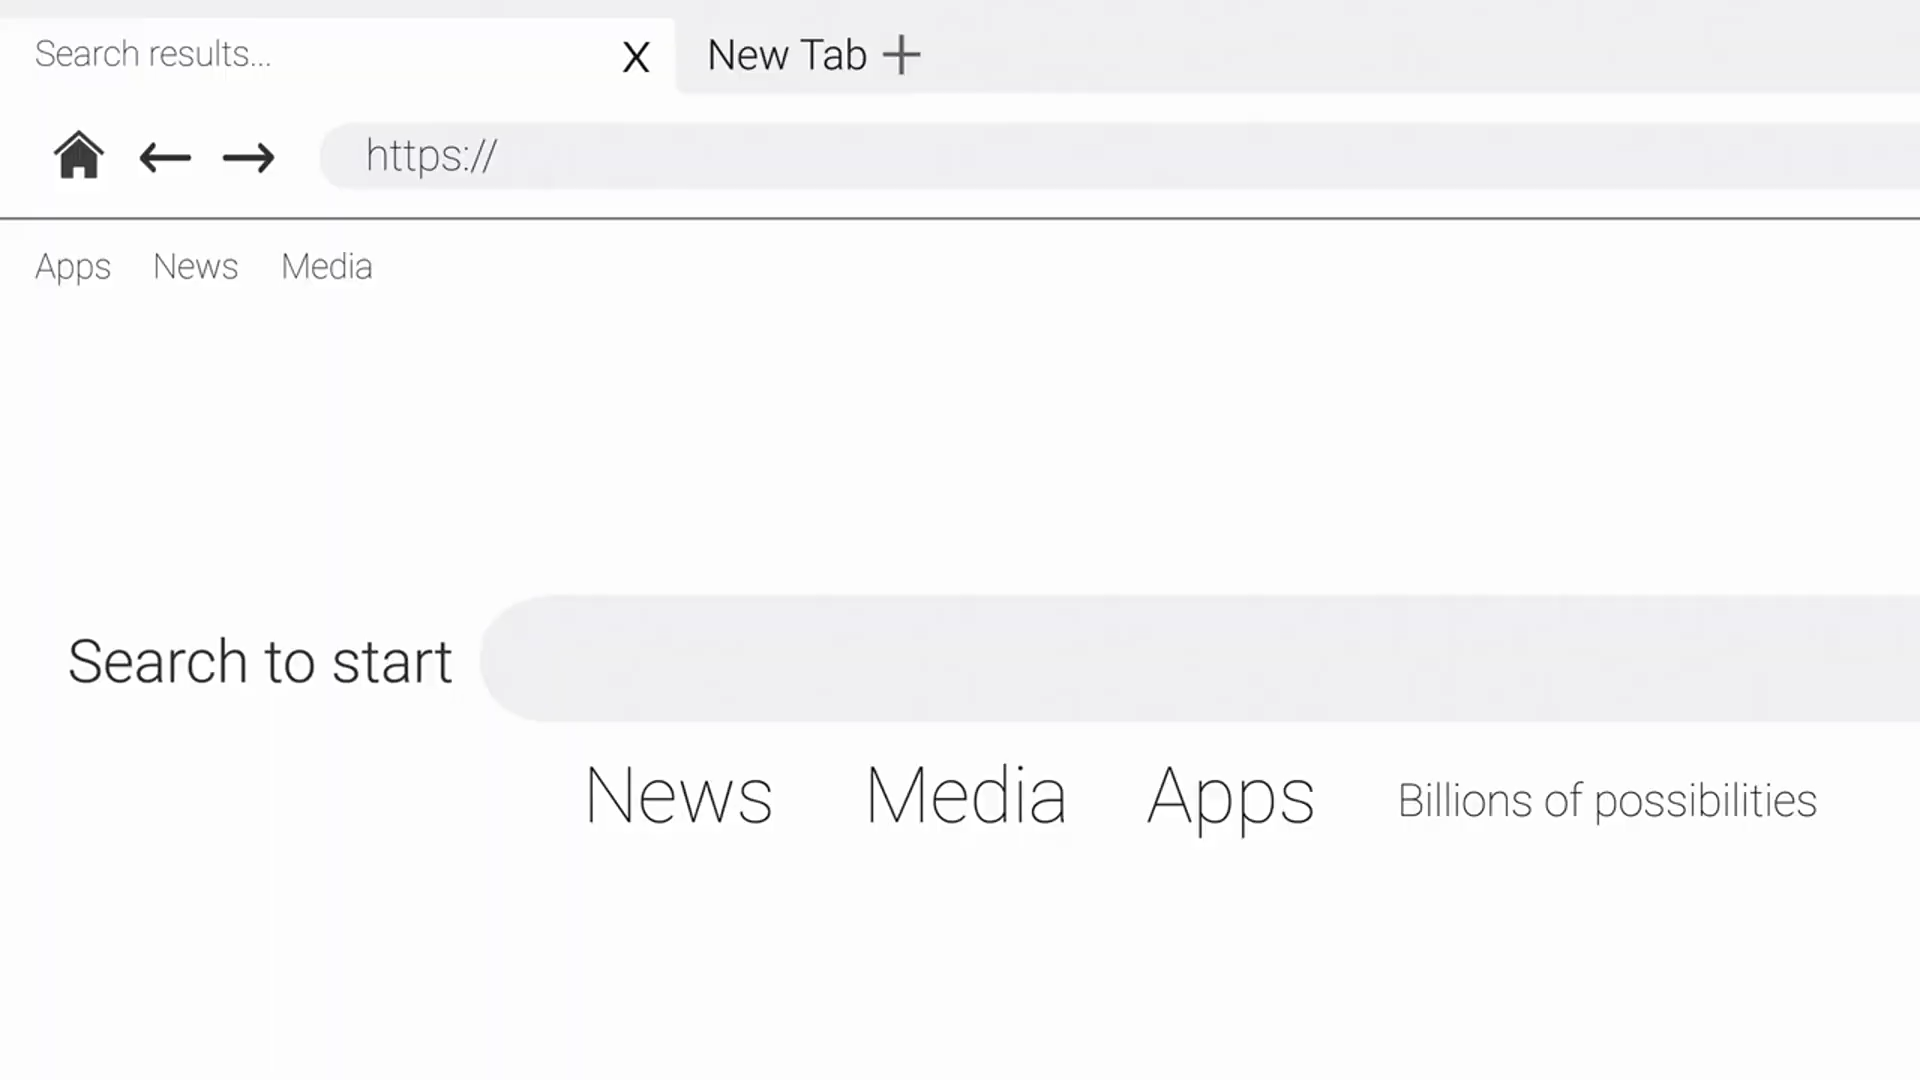 Search results... X New Tab +
https://
Apps News Media
Search to start
News Media Apps Billions of possibilities